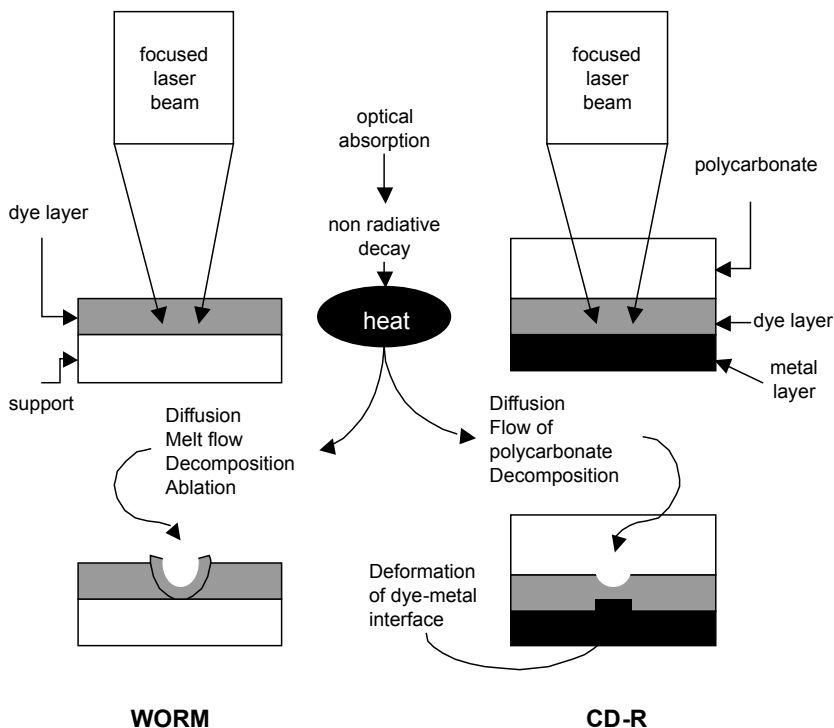 focused
laser
beam
focused
laser
beam
optical
absorption
polycarbonate
dye layer
non radiative
decay
heat
dye layer
metal
layer
support
Diffusion
Melt flow
Decomposition
Ablation
Diffusion
Flow of
polycarbonate
Decomposition
Deformation
of dye-metal
interface
WORM
CD-R